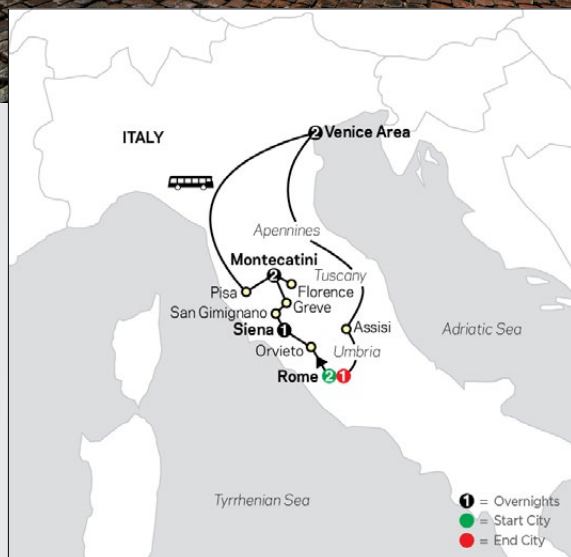 2 Venice Area
ITALY
Apennines
Montecatini
2
Tuscany
Florence
Pisa
Greve
San Gimignano
Siena 1
Assisi
Adriatic Sea
Orvieto
Umbria
Rome 2 1
Tyrrhenian Sea
1 = Overnights
= Start City
= End City